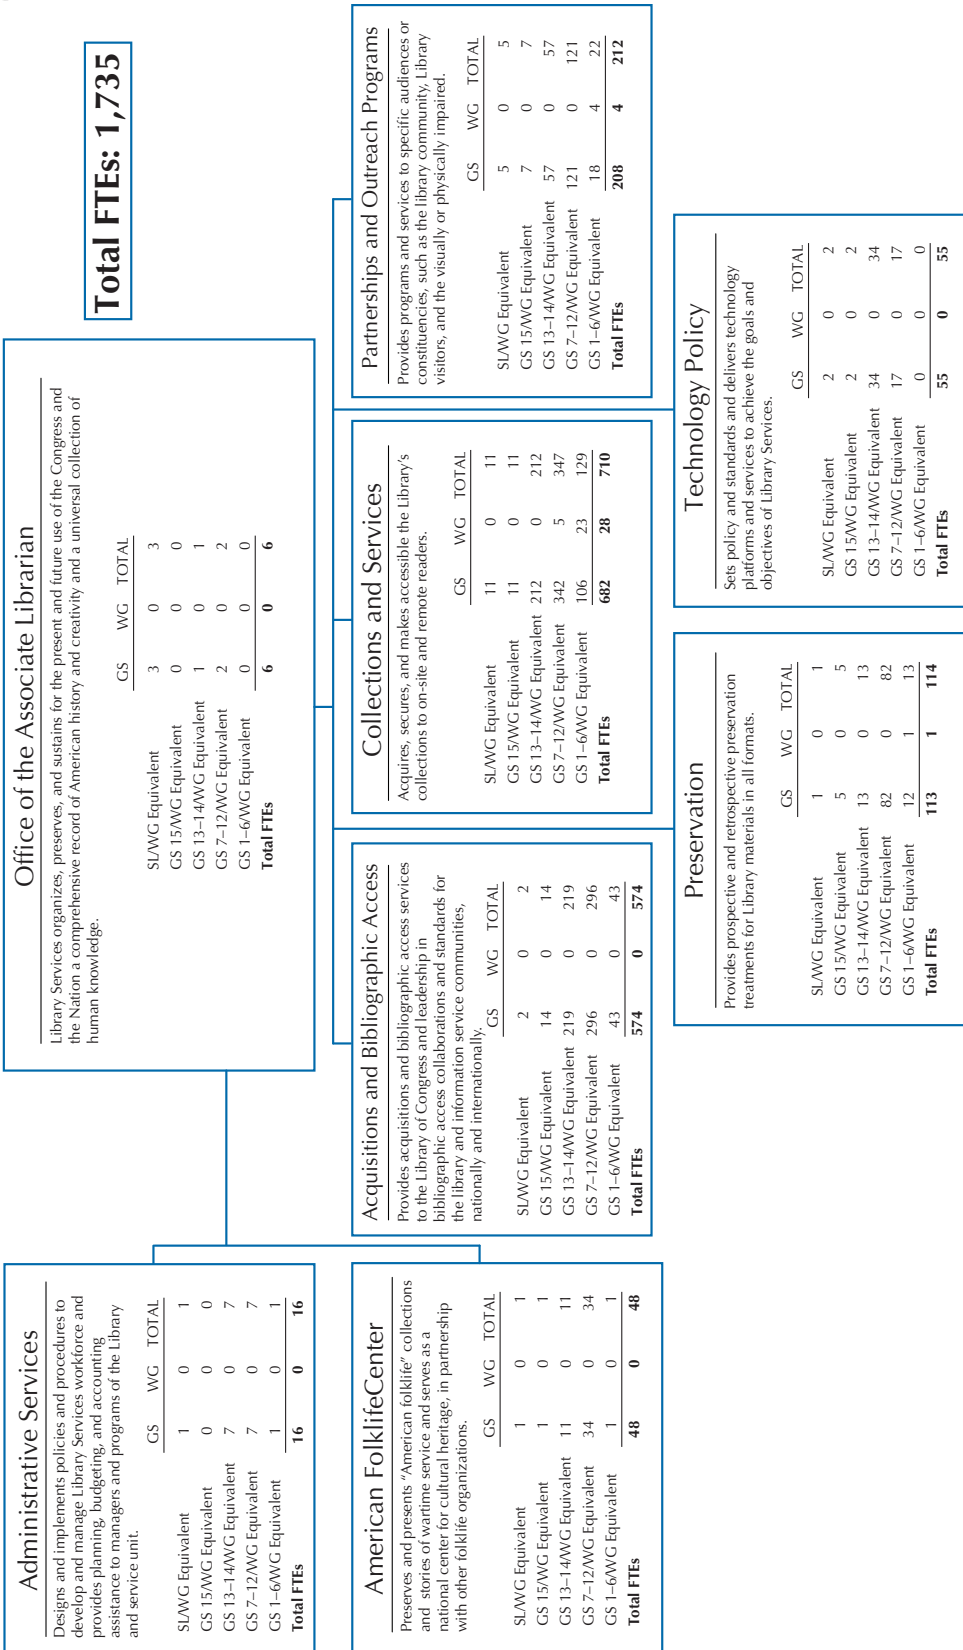 Total FTEs: 1,735
Office of the Associate Librarian
Library Services organizes, preserves, and sustains for the present and future use of the Congress and
the Nation a comprehensive record of American history and creativity and a universal collection of
human knowledge.
GS WG TOTAL
SL/WG Equivalent 3 0 3
GS 15/WG Equivalent 0 0 0
GS 13–14/WG Equivalent 1 0 1
GS 7–12/WG Equivalent 2 0 2
GS 1–6/WG Equivalent 0 0 0
Total FTEs 6 0 6
Administrative Services
Designs and implements policies and procedures to
develop and manage Library Services workforce and
provides planning, budgeting, and accounting
assistance to managers and programs of the Library
and service unit.
GS WG TOTAL
SL/WG Equivalent 1 0 1
GS 15/WG Equivalent 0 0 0
GS 13–14/WG Equivalent 7 0 7
GS 7–12/WG Equivalent 7 0 7
GS 1–6/WG Equivalent 1 0 1
Total FTEs 16 0 16
American FolklifeCenter
Preserves and presents “American folklife” collections
and stories of wartime service and serves as a
national center for cultural heritage, in partnership
with other folklife organizations.
GS WG TOTAL
SL/WG Equivalent 1 0 1
GS 15/WG Equivalent 1 0 1
GS 13–14/WG Equivalent 11 0 11
GS 7–12/WG Equivalent 34 0 34
GS 1–6/WG Equivalent 1 0 1
Total FTEs 48 0 48
Acquisitions and Bibliographic Access
Provides acquisitions and bibliographic access services
to the Library of Congress and leadership in
bibliographic access collaborations and standards for
the library and information service communities,
nationally and internationally.
GS WG TOTAL
SL/WG Equivalent 2 0 2
GS 15/WG Equivalent 14 0 14
GS 13–14/WG Equivalent 219 0 219
GS 7–12/WG Equivalent 296 0 296
GS 1–6/WG Equivalent 43 0 43
Total FTEs 574 0 574
Collections and Services
Acquires, secures, and makes accessible the Library’s
collections to on-site and remote readers.
GS WG TOTAL
SL/WG Equivalent 11 0 11
GS 15/WG Equivalent 11 0 11
GS 13–14/WG Equivalent 212 0 212
GS 7–12/WG Equivalent 342 5 347
GS 1–6/WG Equivalent 106 23 129
Total FTEs 682 28 710
Partnerships and Outreach Programs
Provides programs and services to specific audiences or
constituencies, such as the library community, Library
visitors, and the visually or physically impaired.
GS WG TOTAL
SL/WG Equivalent 5 0 5
GS 15/WG Equivalent 7 0 7
GS 13–14/WG Equivalent 57 0 57
GS 7–12/WG Equivalent 121 0 121
GS 1–6/WG Equivalent 18 4 22
Total FTEs 208 4 212
Preservation
Provides prospective and retrospective preservation
treatments for Library materials in all formats.
GS WG TOTAL
SL/WG Equivalent 1 0 1
GS 15/WG Equivalent 5 0 5
GS 13–14/WG Equivalent 13 0 13
GS 7–12/WG Equivalent 82 0 82
GS 1–6/WG Equivalent 12 1 13
Total FTEs 113 1 114
Technology Policy
Sets policy and standards and delivers technology
platforms and services to achieve the goals and
objectives of Library Services.
GS WG TOTAL
SL/WG Equivalent 2 0 2
GS 15/WG Equivalent 2 0 2
GS 13–14/WG Equivalent 34 0 34
GS 7–12/WG Equivalent 17 0 17
GS 1–6/WG Equivalent 0 0 0
Total FTEs 55 0 55